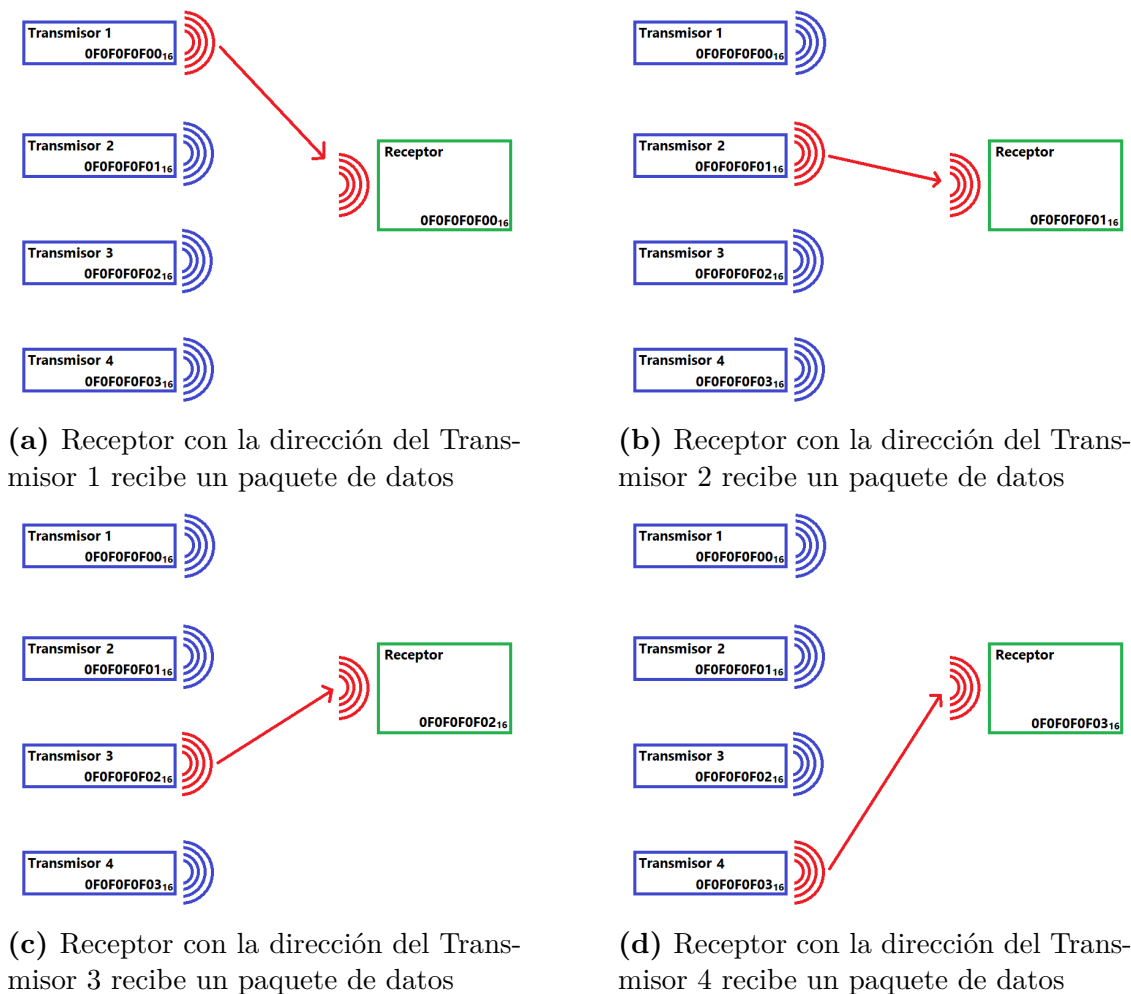 Transmisor 1
0F0F0F0F00₁₆
Transmisor 2
0F0F0F0F01₁₆
Receptor
0F0F0F0F00₁₆
Transmisor 3
0F0F0F0F02₁₆
Transmisor 4
0F0F0F0F03₁₆
(a) Receptor con la dirección del Trans-
misor 1 recibe un paquete de datos
Transmisor 1
0F0F0F0F00₁₆
Transmisor 2
0F0F0F0F01₁₆
Receptor
0F0F0F0F01₁₆
Transmisor 3
0F0F0F0F02₁₆
Transmisor 4
0F0F0F0F03₁₆
(b) Receptor con la dirección del Trans-
misor 2 recibe un paquete de datos
Transmisor 1
0F0F0F0F00₁₆
Transmisor 2
0F0F0F0F01₁₆
Receptor
0F0F0F0F02₁₆
Transmisor 3
0F0F0F0F02₁₆
Transmisor 4
0F0F0F0F03₁₆
(c) Receptor con la dirección del Trans-
misor 3 recibe un paquete de datos
Transmisor 1
0F0F0F0F00₁₆
Transmisor 2
0F0F0F0F01₁₆
Receptor
0F0F0F0F03₁₆
Transmisor 3
0F0F0F0F02₁₆
Transmisor 4
0F0F0F0F03₁₆
(d) Receptor con la dirección del Trans-
misor 4 recibe un paquete de datos